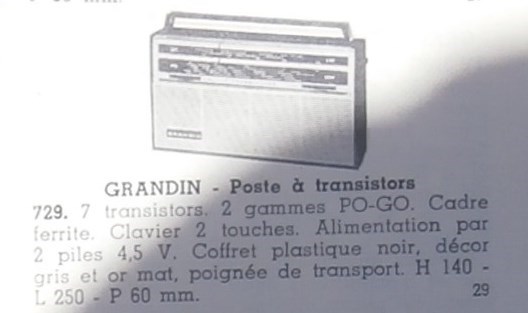 GRANDIN - Poste à transistors
729. 7 transistors. 2 gammes PO-GO. Cadre
ferrite. Clavier 2 touches. Alimentation par
2 piles 4,5 V. Coffret plastique noir, décor
gris et or mat, poignée de transport. H 140 -
L 250 - P 60 mm.
29